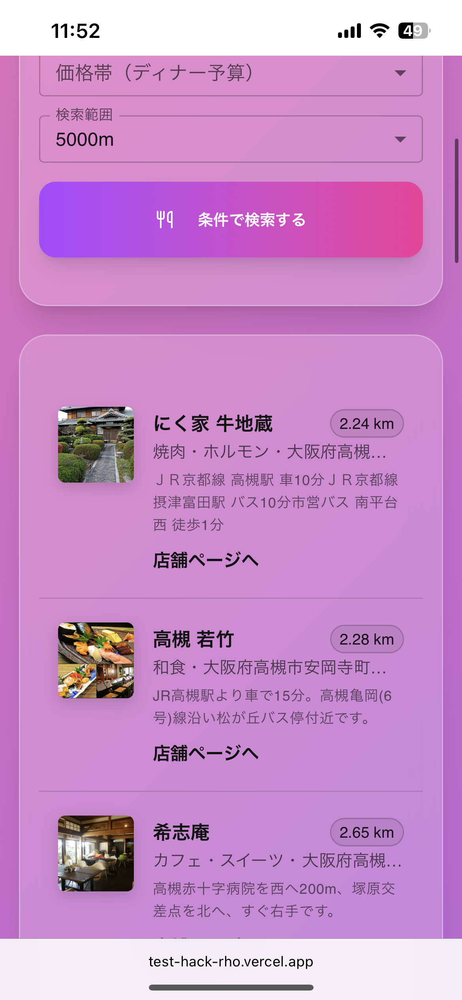 11:52
49
価格帯（ディナー予算）
検索範囲
5000m
条件で検索する
にく家 牛地蔵
2.24 km
焼肉・ホルモン・大阪府高槻…
ＪＲ京都線 高槻駅 車10分ＪＲ京都線
摂津富田駅 バス10分市営バス 南平台
西 徒歩1分
店舗ページへ
高槻 若竹
2.28 km
和食・大阪府高槻市安岡寺町…
JR高槻駅より車で15分。高槻亀岡(6
号)線沿い松が丘バス停付近です。
店舗ページへ
希志庵
2.65 km
カフェ・スイーツ・大阪府高槻…
高槻赤十字病院を西へ200m、塚原交
差点を北へ、すぐ右手です。
test-hack-rho.vercel.app